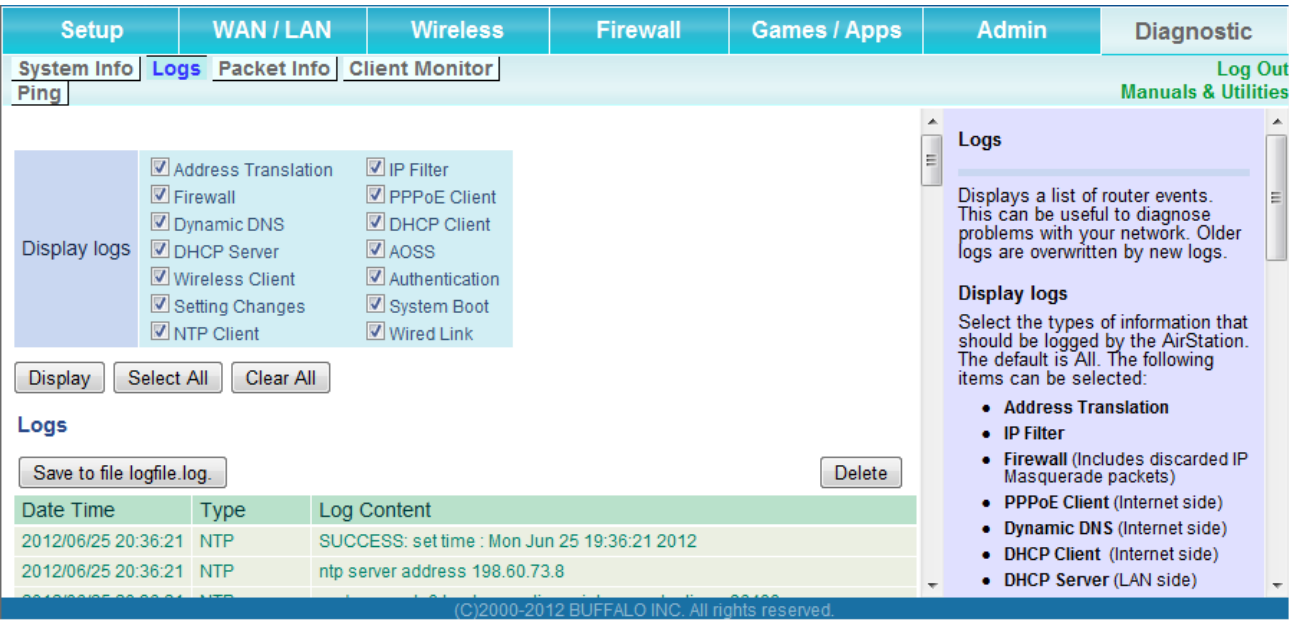 Setup WAN / LAN Wireless Firewall Games / Apps Admin Diagnostic
System Info Logs Packet Info Client Monitor
Ping
Log Out
Manuals & Utilities
Display logs
Address Translation IP Filter
Firewall PPPoE Client
Dynamic DNS DHCP Client
DHCP Server AOSS
Wireless Client Authentication
Setting Changes System Boot
NTP Client Wired Link
Display Select All Clear All
Logs
Save to file logfile.log. Delete
Date Time Type Log Content
2012/06/25 20:36:21 NTP SUCCESS: set time : Mon Jun 25 19:36:21 2012
2012/06/25 20:36:21 NTP ntp server address 198.60.73.8
Logs
Displays a list of router events.
This can be useful to diagnose
problems with your network. Older
logs are overwritten by new logs.
Display logs
Select the types of information that
should be logged by the AirStation.
The default is All. The following
items can be selected:
• Address Translation
• IP Filter
• Firewall (Includes discarded IP
Masquerade packets)
• PPPoE Client (Internet side)
• Dynamic DNS (Internet side)
• DHCP Client (Internet side)
• DHCP Server (LAN side)
(C)2000-2012 BUFFALO INC. All rights reserved.